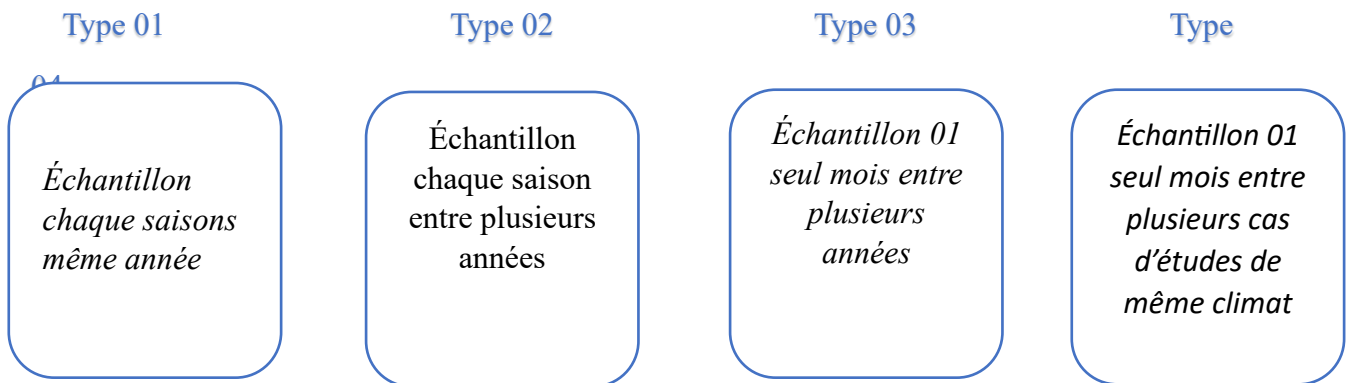 Type 01 Type 02 Type 03 Type
04
Échantillon
chaque saisons
même année
Échantillon
chaque saison
entre plusieurs
années
Échantillon 01
seul mois entre
plusieurs
années
Échantillon 01
seul mois entre
plusieurs cas
d’études de
même climat